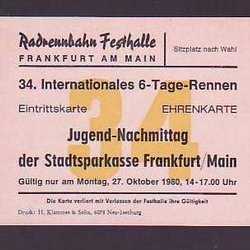 Radrennbahn Festhalle
FRANKFURT AM MAIN
Sitzplatz nach Wahl
34. Internationales 6-Tage-Rennen
Eintrittskarte EHRENKARTE
34
Jugend-Nachmittag
der Stadtsparkasse Frankfurt/Main
Gültig nur am Montag, 27. Oktober 1980, 14-17.00 Uhr
Die Karte verliert mit Verlassen der Festhalle ihre Gültigkeit
Druck: H. Klammes & Sohn, 6078 Neu-Isenburg